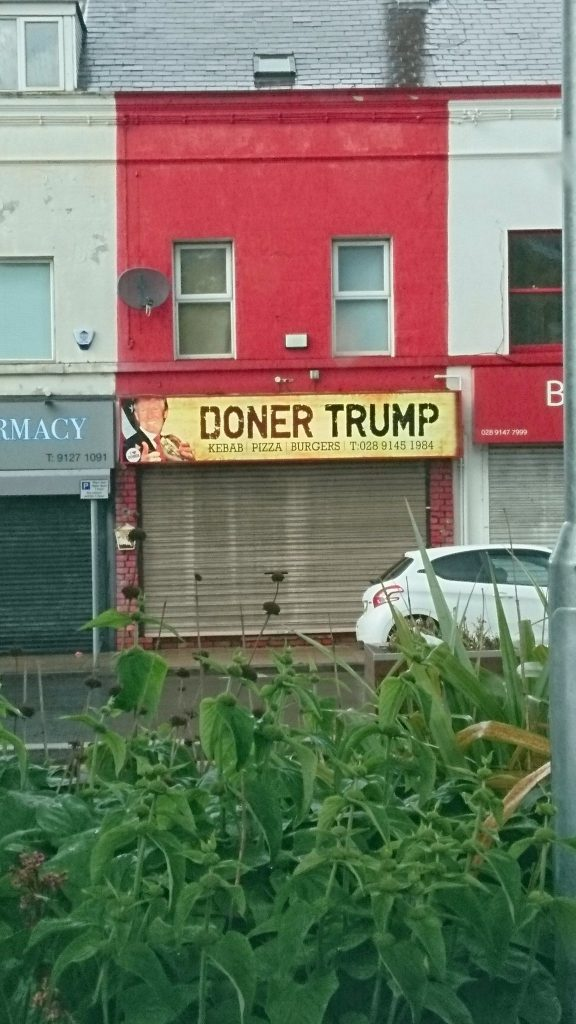 DONER TRUMP
KEBAB | PIZZA | BURGERS | T:028 9145 1984
RMACY
T: 9127 1091
B
028 9147 7999
P